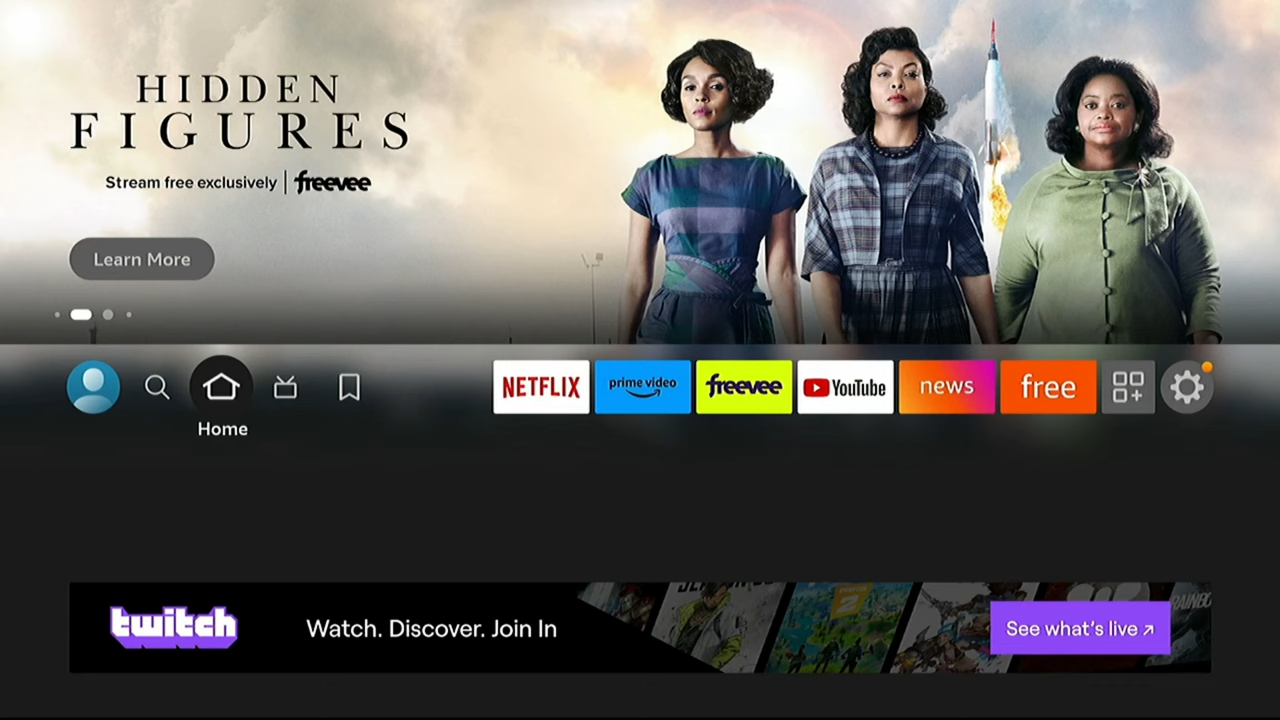 HIDDEN
FIGURES
Stream free exclusively | freevee
Learn More
NETFLIX
prime video
freevee
YouTube
news
free
Home
twitch
Watch. Discover. Join In
2
See what's live ↗